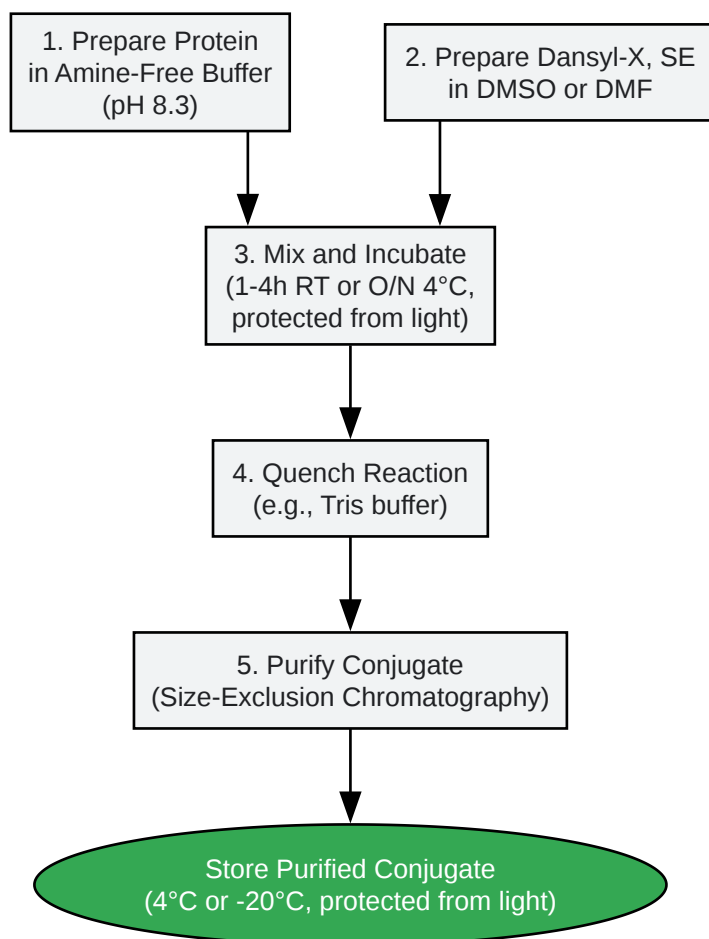 1. Prepare Protein
in Amine-Free Buffer
(pH 8.3)
2. Prepare Dansyl-X, SE
in DMSO or DMF
3. Mix and Incubate
(1-4h RT or O/N 4°C,
protected from light)
4. Quench Reaction
(e.g., Tris buffer)
5. Purify Conjugate
(Size-Exclusion Chromatography)
Store Purified Conjugate
(4°C or -20°C, protected from light)